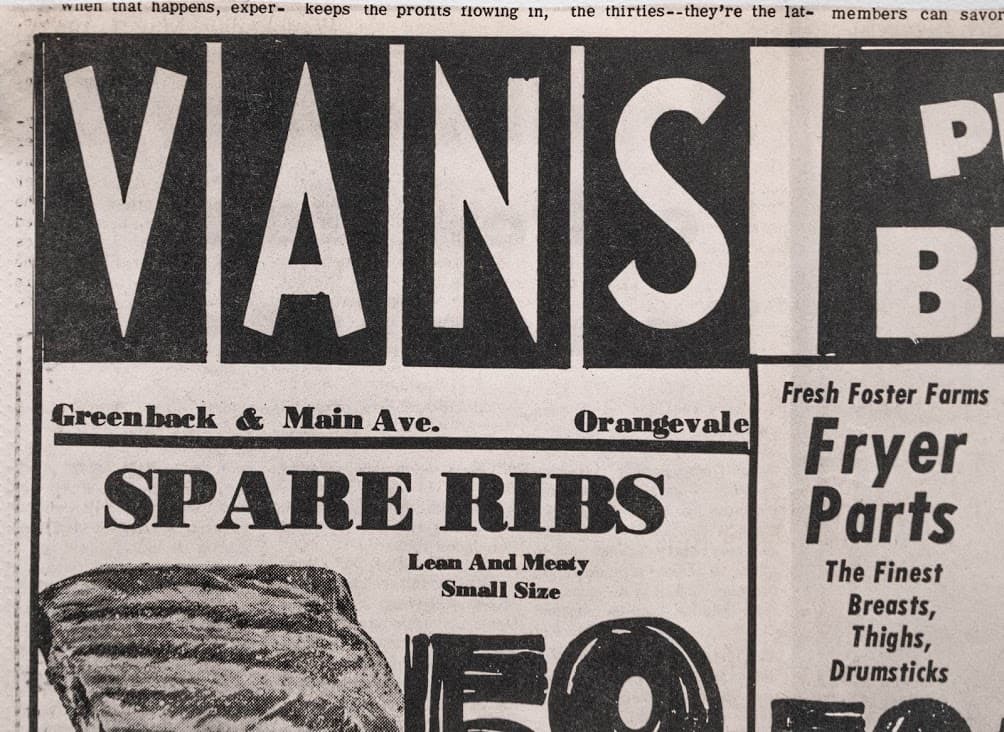 when that happens, exper-
keeps the profits flowing in,
the thirties--they're the lat-
members can savor
VANS
P
B
Greenback & Main Ave. Orangevale
SPARE RIBS
Lean And Meaty
Small Size
59
Fresh Foster Farms
Fryer
Parts
The Finest
Breasts,
Thighs,
Drumsticks